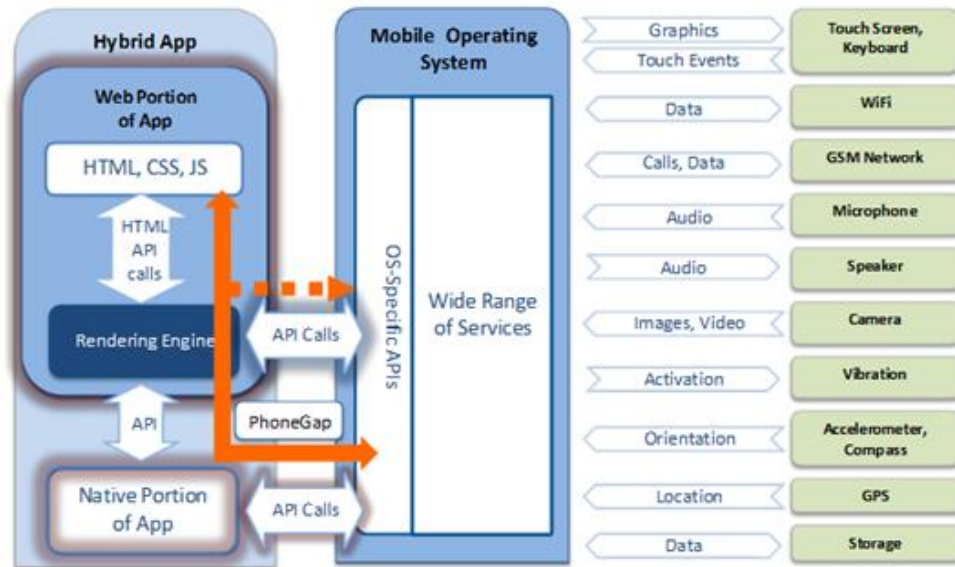 Hybrid App
Web Portion
of App
HTML, CSS, JS
HTML
API
calls
Rendering Engine
API
Native Portion
of App
API Calls
PhoneGap
API Calls
Mobile Operating
System
OS-Specific APIs
Wide Range
of Services
Graphics
Touch Events
Data
Calls, Data
Audio
Audio
Images, Video
Activation
Orientation
Location
Data
Touch Screen,
Keyboard
WiFi
GSM Network
Microphone
Speaker
Camera
Vibration
Accelerometer,
Compass
GPS
Storage